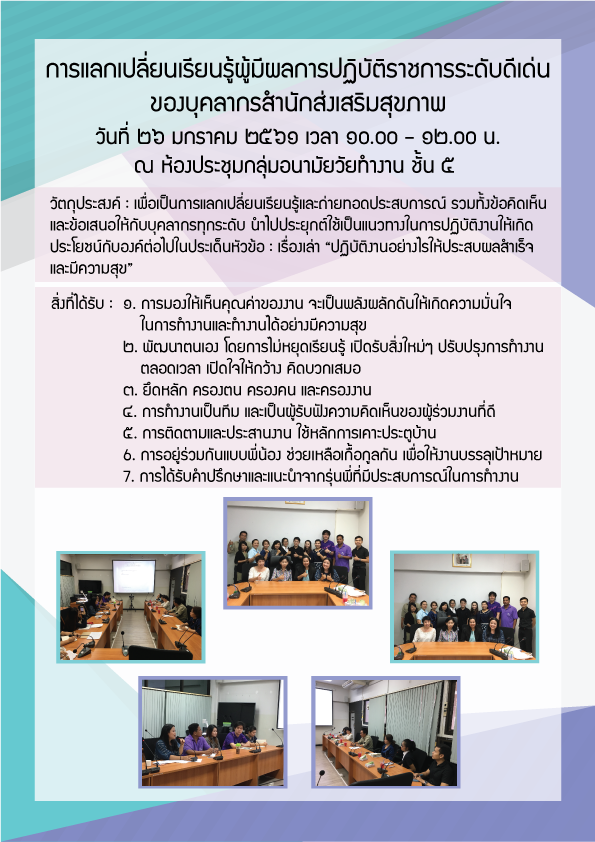 การแลกเปลี่ยนเรียนรู้ผู้มีผลการปฏิบัติราชการระดับดีเด่น
ของบุคลากรสำนักส่งเสริมสุขภาพ
วันที่ ๒๖ มกราคม ๒๕๖๑ เวลา ๑๐.๐๐ - ๑๒.๐๐ น.
ณ ห้องประชุมกลุ่มอนามัยวัยทำงาน ชั้น ๕
วัตถุประสงค์ : เพื่อเป็นการแลกเปลี่ยนเรียนรู้และถ่ายทอดประสบการณ์ รวมทั้งข้อคิดเห็น
และข้อเสนอให้กับบุคลากรทุกระดับ นำไปประยุกต์ใช้เป็นแนวทางในการปฏิบัติงานให้เกิด
ประโยชน์กับองค์ต่อไปในประเด็นหัวข้อ : เรื่องเล่า “ปฏิบัติงานอย่างไรให้ประสบผลสำเร็จ
และมีความสุข”
สิ่งที่ได้รับ : ๑. การมองให้เห็นคุณค่าของงาน จะเป็นพลังผลักดันให้เกิดความมั่นใจ
ในการทำงานและทำงานได้อย่างมีความสุข
๒. พัฒนาตนเอง โดยการไม่หยุดเรียนรู้ เปิดรับสิ่งใหม่ๆ ปรับปรุงการทำงาน
ตลอดเวลา เปิดใจให้กว้าง คิดบวกเสมอ
๓. ยึดหลัก ครองตน ครองคน และครองงาน
๔. การทำงานเป็นทีม และเป็นผู้รับฟังความคิดเห็นของผู้ร่วมงานที่ดี
๕. การติดตามและประสานงาน ใช้หลักการเคาะประตูบ้าน
6. การอยู่ร่วมกันแบบพี่น้อง ช่วยเหลือเกื้อกูลกัน เพื่อให้งานบรรลุเป้าหมาย
7. การได้รับคำปรึกษาและแนะนำจากรุ่นพี่ที่มีประสบการณ์ในการทำงาน